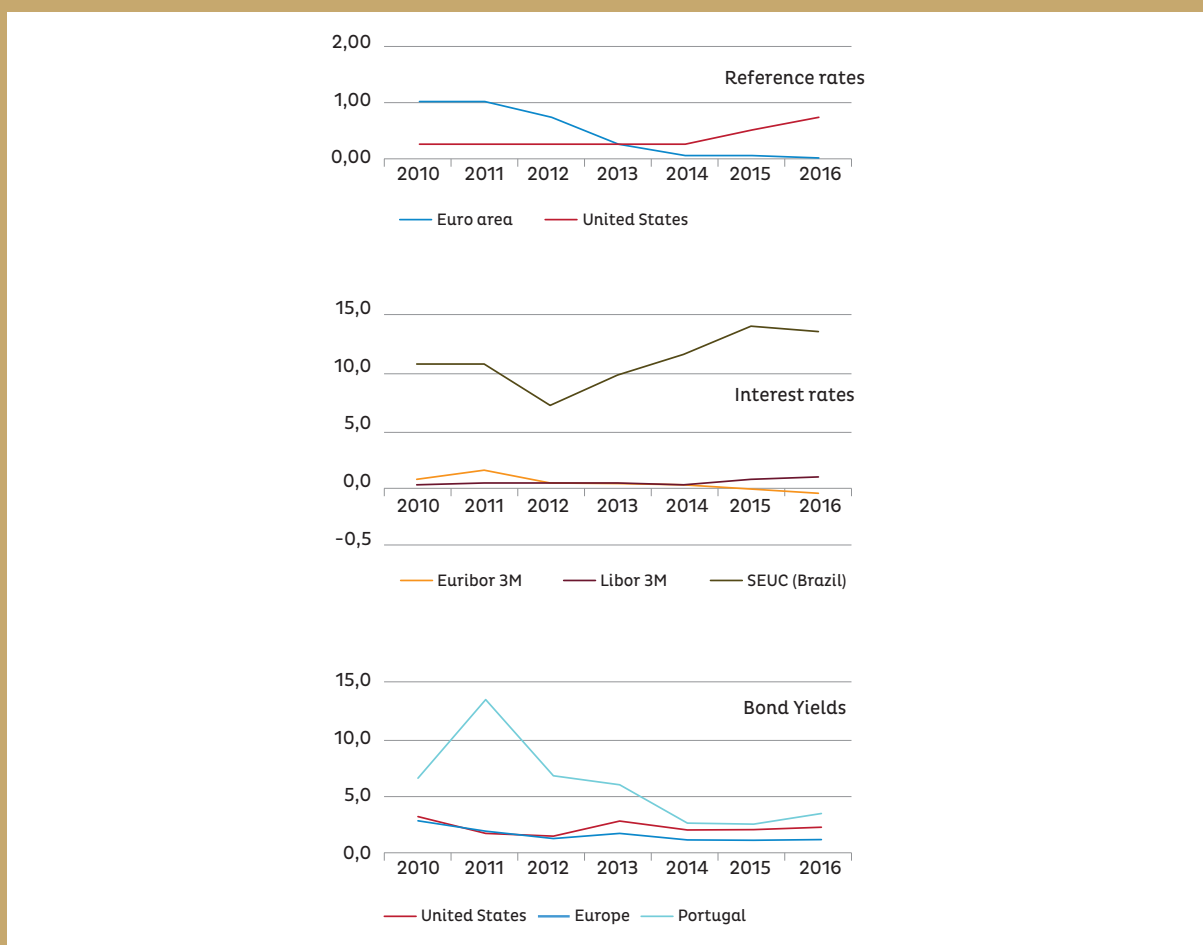 2,00
Reference rates
1,00
0,00
2010 2011 2012 2013 2014 2015 2016
Euro area United States
15,0
10,0
Interest rates
5,0
0,0
2010 2011 2012 2013 2014 2015 2016
-0,5
Euribor 3M Libor 3M SEUC (Brazil)
15,0
Bond Yields
10,0
5,0
0,0
2010 2011 2012 2013 2014 2015 2016
United States Europe Portugal